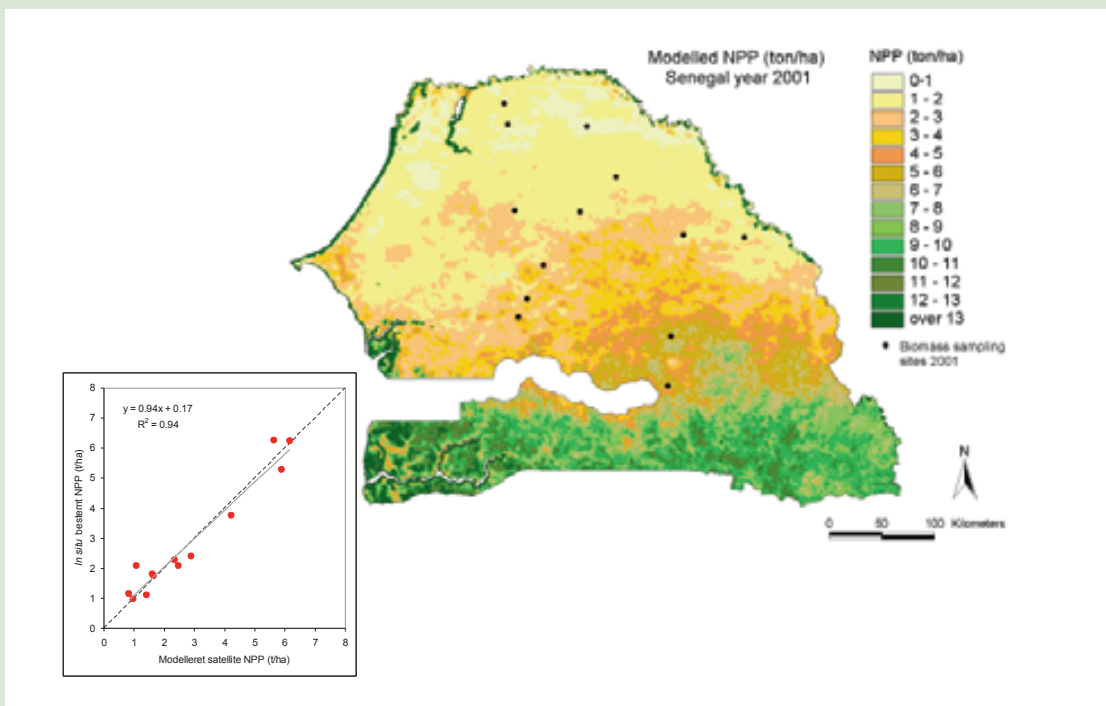 Modelled NPP (ton/ha)
Senegal year 2001
NPP (ton/ha)
0-1
1 - 2
2 - 3
3 - 4
4 - 5
5 - 6
6 - 7
7 - 8
8 - 9
9 - 10
10 - 11
11 - 12
12 - 13
over 13
Biomass sampling
sites 2001
N
0 50 100 Kilometers
y = 0.94x + 0.17
R² = 0.94
In situ bestemt NPP (t/ha)
8
7
6
5
4
3
2
1
0
0 1 2 3 4 5 6 7 8
Modelleret satellite NPP (t/ha)